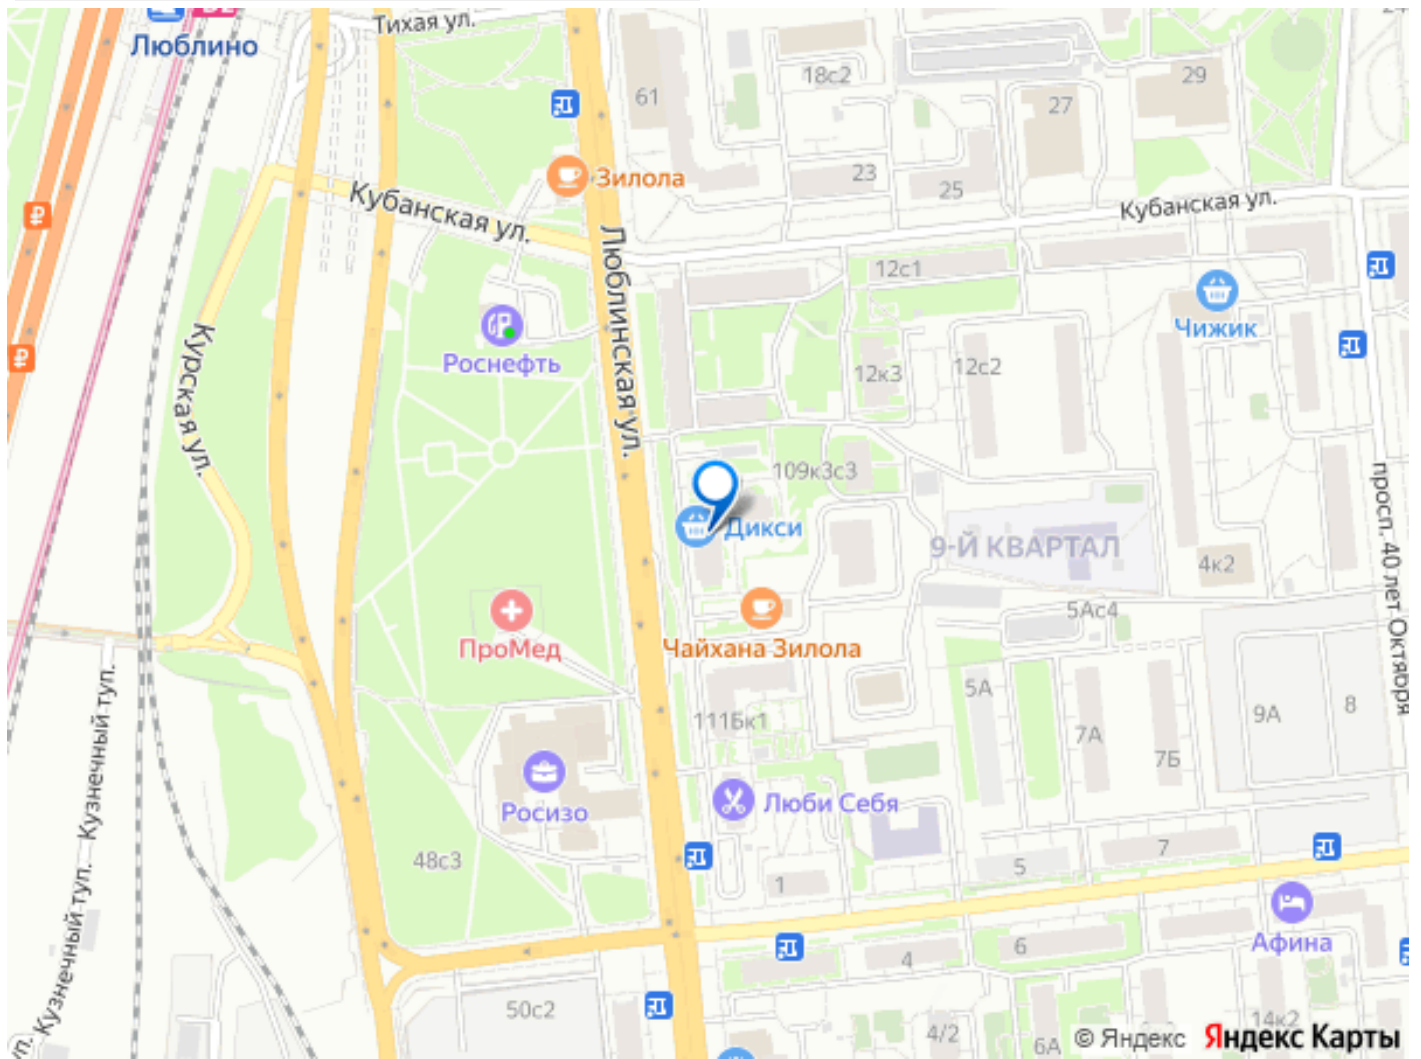 Тихая ул.
Люблино
18с2
61
29
27
Зилола
23
25
Кубанская ул.
Кубанская ул.
Люблинская ул.
12с1
Чижик
Роснефть
Курская ул.
12к3
12с2
109к3с3
просп. 40 лет Октября
Дикси
9-Й КВАРТАЛ
4к2
5Ас4
ПроМед
Чайхана Зилола
5А
9А
8
111Бк1
7А
7Б
Кузнечный туп.
Кузнечный туп.
Росизо
Люби Себя
48с3
7
5
1
Афина
6
4
50с2
4/2
6А
14к2
© Яндекс Яндекс Карты